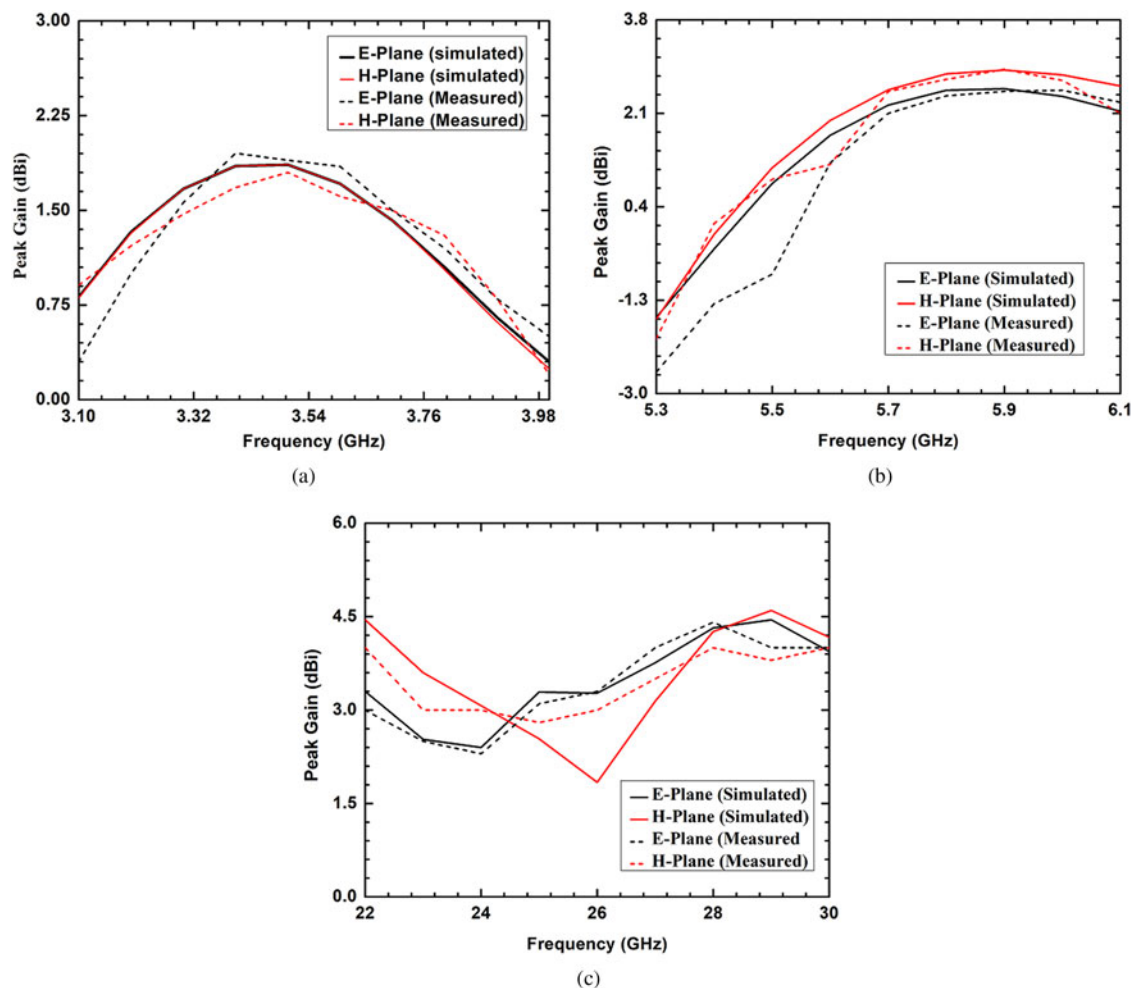 3.00
2.25
1.50
0.75
0.00
Peak Gain (dBi)
E-Plane (simulated)
H-Plane (simulated)
E-Plane (Measured)
H-Plane (Measured)
3.10 3.32 3.54 3.76 3.98
Frequency (GHz)
(a)
3.8
2.1
0.4
-1.3
-3.0
Peak Gain (dBi)
E-Plane (Simulated)
H-Plane (Simulated)
E-Plane (Measured)
H-Plane (Measured)
5.3 5.5 5.7 5.9 6.1
Frequency (GHz)
(b)
6.0
4.5
3.0
1.5
0.0
Peak Gain (dBi)
E-Plane (Simulated)
H-Plane (Simulated)
E-Plane (Measured
H-Plane (Measured)
22 24 26 28 30
Frequency (GHz)
(c)